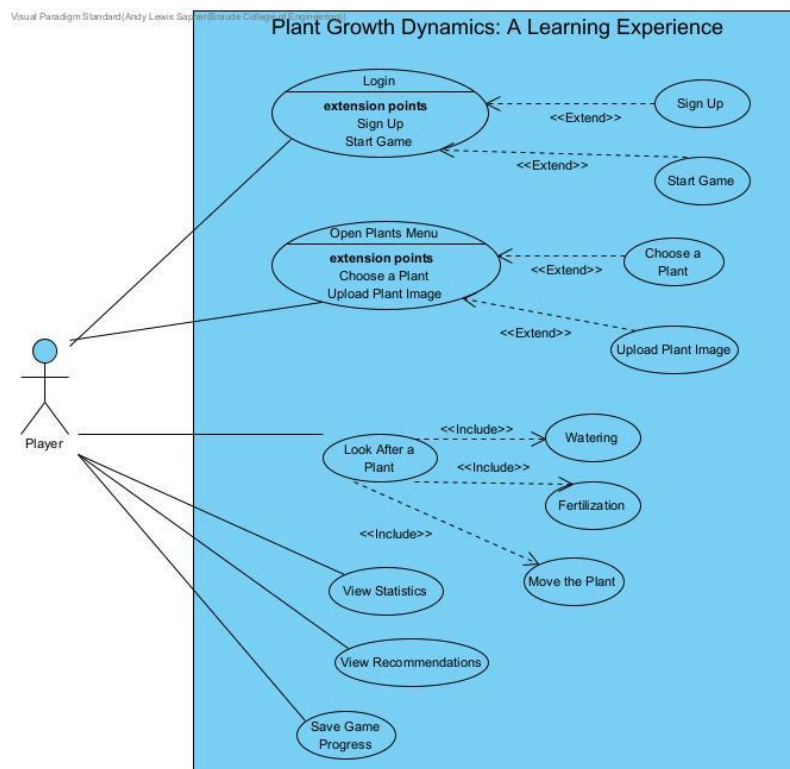 Visual Paradigm Standard(Andy Lewis Sapner(Braude College of Engineering))
Plant Growth Dynamics: A Learning Experience
Login
extension points
Sign Up
Start Game
<<Extend>>
Sign Up
<<Extend>>
Start Game
Open Plants Menu
extension points
Choose a Plant
Upload Plant Image
<<Extend>>
Choose a
Plant
<<Extend>>
Upload Plant Image
Player
Look After a
Plant
<<Include>>
Watering
<<Include>>
Fertilization
<<Include>>
Move the Plant
View Statistics
View Recommendations
Save Game
Progress